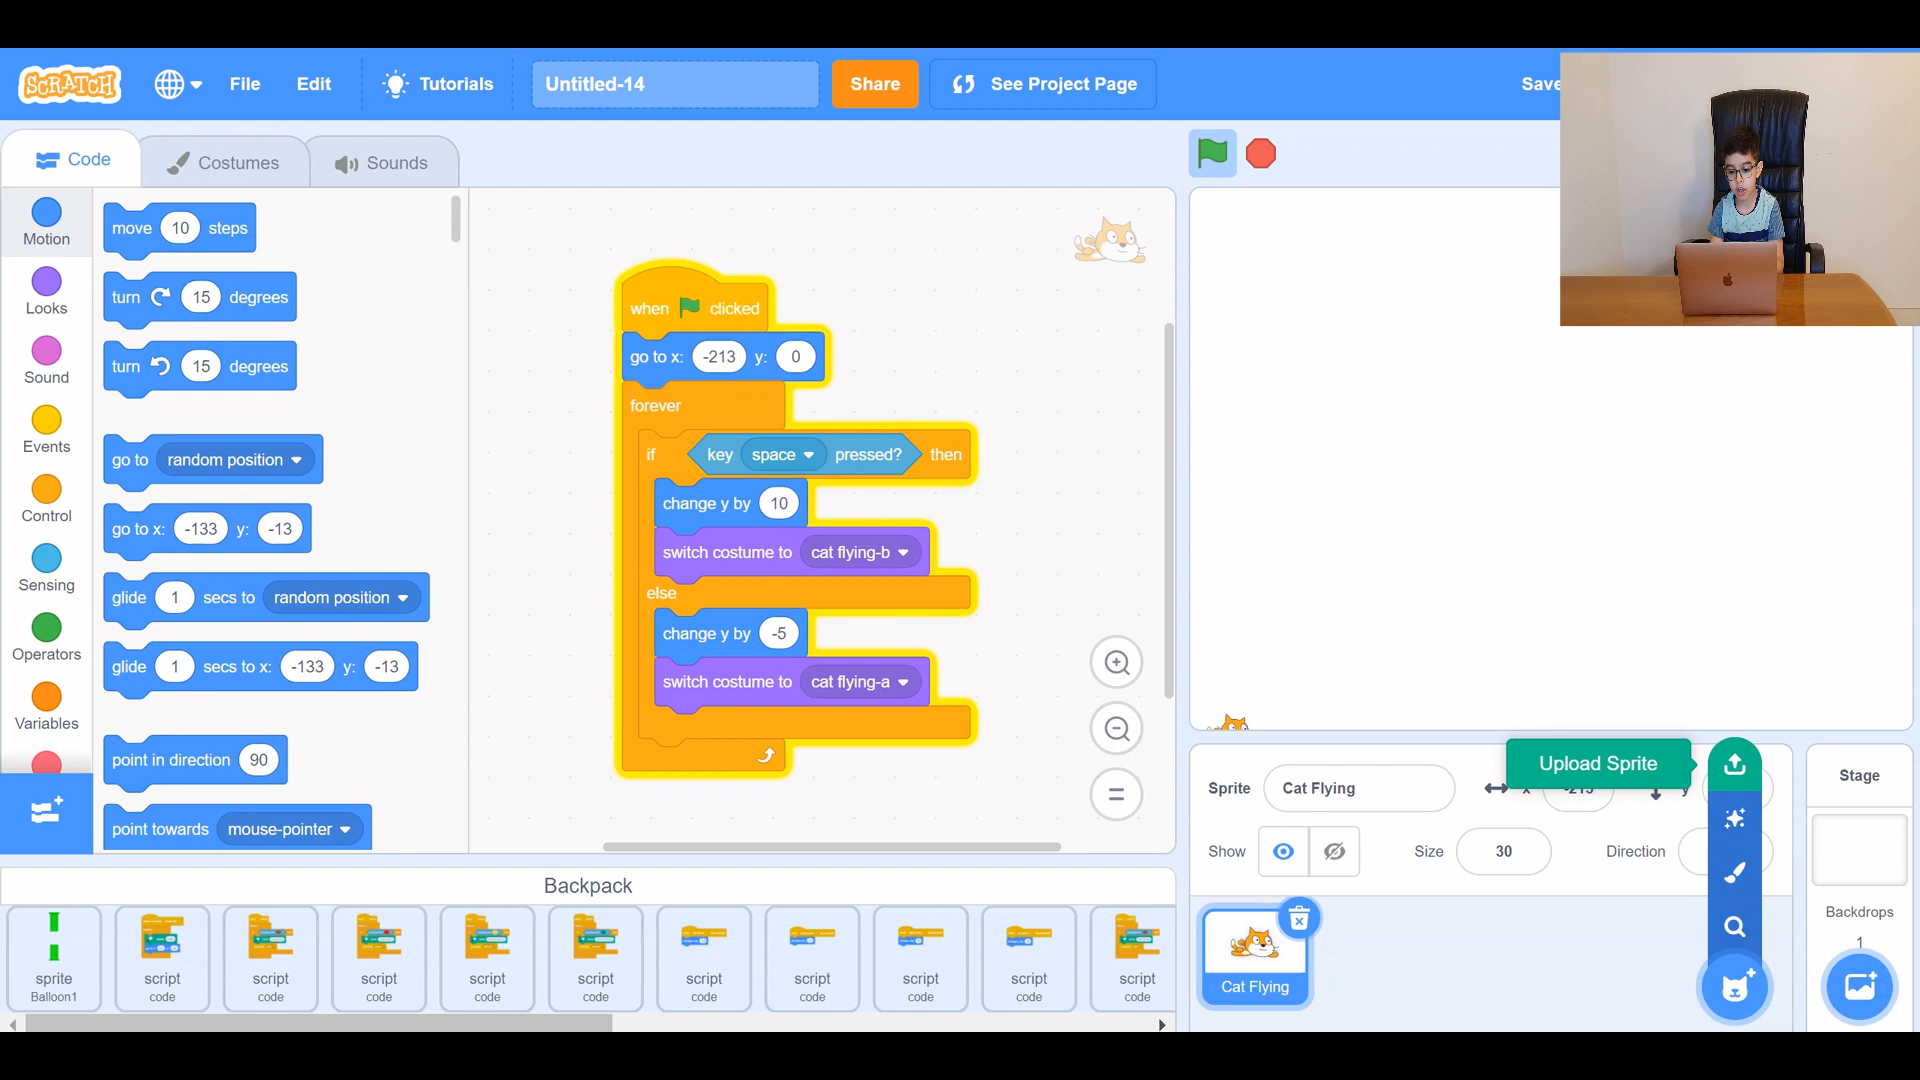 SCRATCH
File
Edit
Tutorials
Untitled-14
Share
See Project Page
Save
Code
Costumes
Sounds
Motion
Looks
Sound
Events
Control
Sensing
Operators
Variables
move 10 steps
turn 15 degrees
turn 15 degrees
go to random position
go to x: -133 y: -13
glide 1 secs to random position
glide 1 secs to x: -133 y: -13
point in direction 90
point towards mouse-pointer
when clicked
go to x: -213 y: 0
forever
if key space pressed? then
change y by 10
switch costume to cat flying-b
else
change y by -5
switch costume to cat flying-a
Backpack
sprite
Balloon1
script
code
script
code
script
code
script
code
script
code
script
code
script
code
script
code
script
code
script
code
Upload Sprite
Sprite
Cat Flying
x
-213
y
Show
Size
30
Direction
Cat Flying
Stage
Backdrops
1